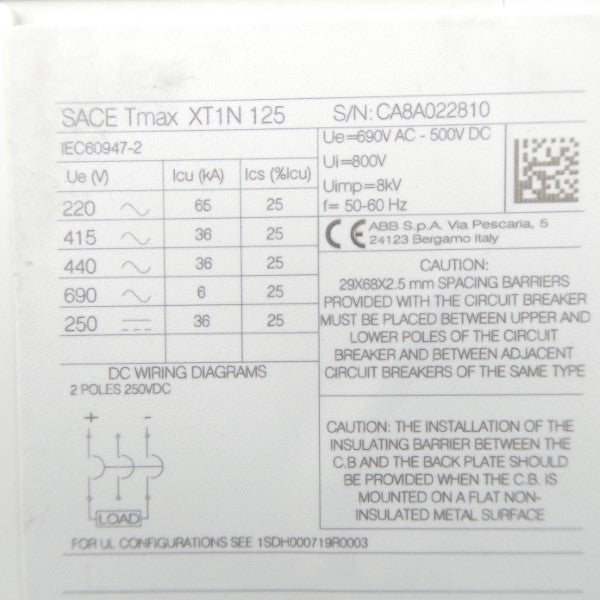 SACE Tmax XT1N 125
S/N: CA8A022810
IEC60947-2
Ue=690V AC - 500V DC
Ui=800V
Uimp=8kV
f= 50-60 Hz
Ue (V) Icu (kA) Ics (%Icu)
220 65 25
415 36 25
440 36 25
690 6 25
250 36 25
CE ABB S.p.A. Via Pescaria, 5
24123 Bergamo Italy
CAUTION:
29X68X2.5 mm SPACING BARRIERS
PROVIDED WITH THE CIRCUIT BREAKER
MUST BE PLACED BETWEEN UPPER AND
LOWER POLES OF THE CIRCUIT
BREAKER AND BETWEEN ADJACENT
CIRCUIT BREAKERS OF THE SAME TYPE
DC WIRING DIAGRAMS
2 POLES 250VDC
+ -
LOAD
CAUTION: THE INSTALLATION OF THE
INSULATING BARRIER BETWEEN THE
C.B AND THE BACK PLATE SHOULD
BE PROVIDED WHEN THE C.B. IS
MOUNTED ON A FLAT NON-
INSULATED METAL SURFACE
FOR UL CONFIGURATIONS SEE 1SDH000719R0003